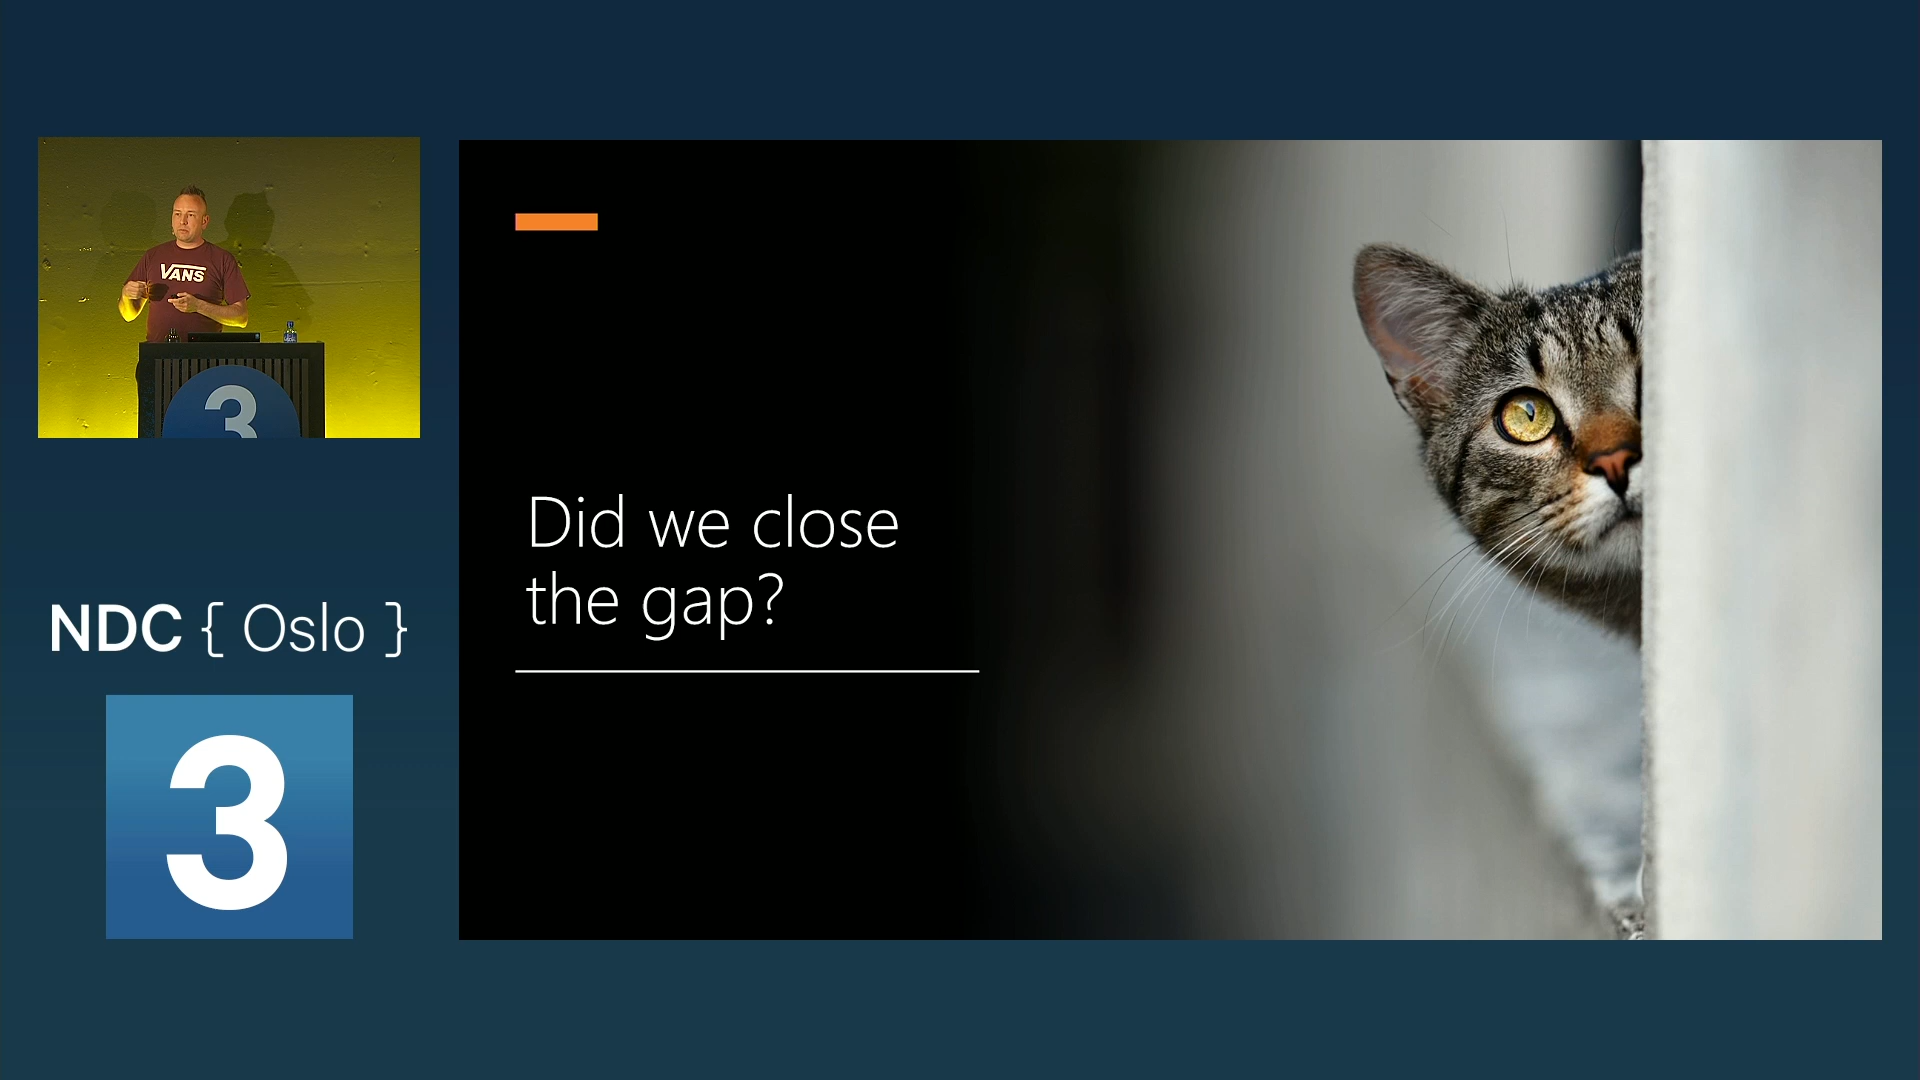 VANS
3
NDC { Oslo }
3
Did we close
the gap?